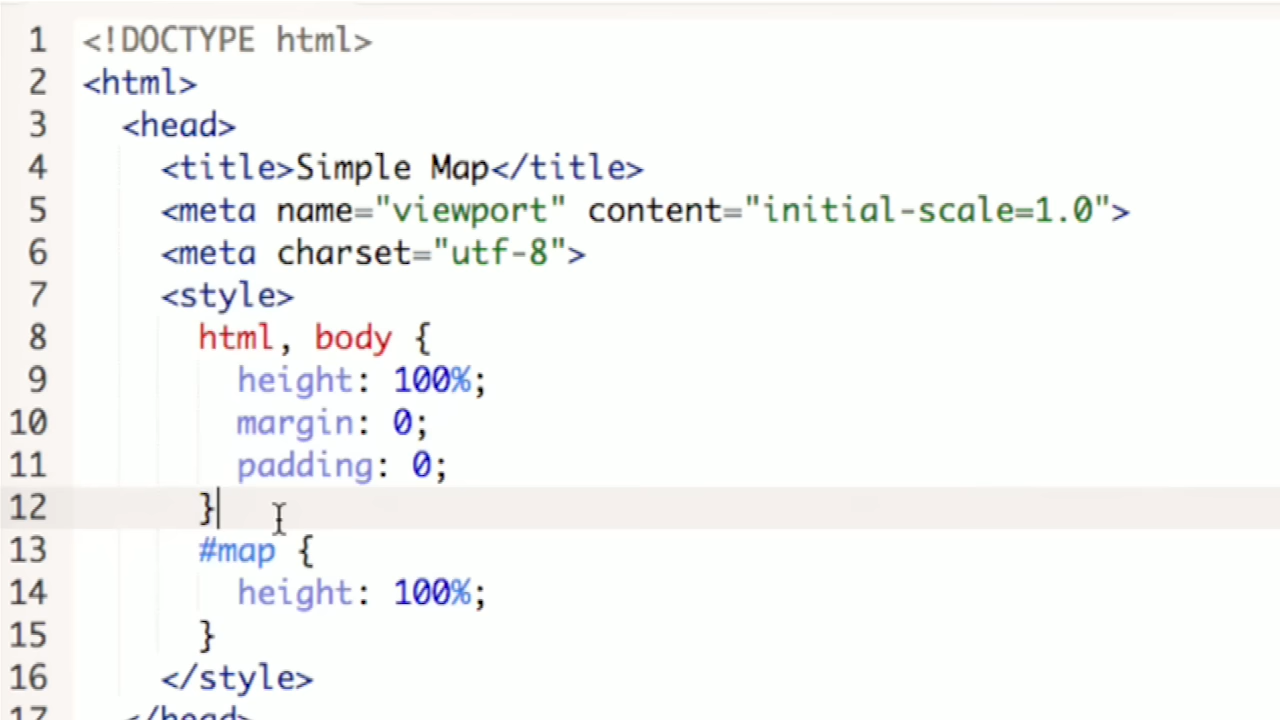 1 <!DOCTYPE html>
2 <html>
3   <head>
4     <title>Simple Map</title>
5     <meta name="viewport" content="initial-scale=1.0">
6     <meta charset="utf-8">
7     <style>
8       html, body {
9         height: 100%;
10         margin: 0;
11         padding: 0;
12       }
13       #map {
14         height: 100%;
15       }
16     </style>
17   </head>